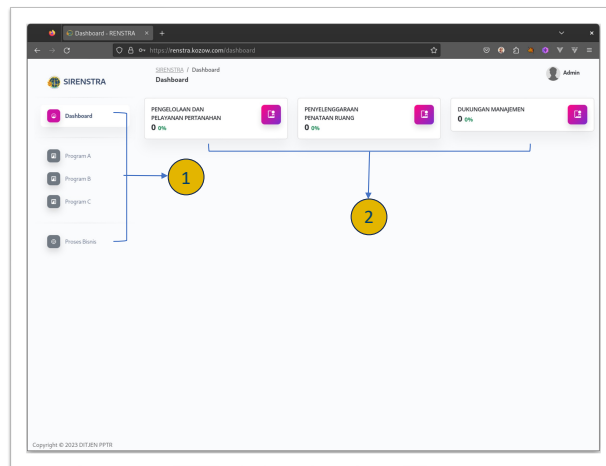 Dashboard - RENSTRA
https://renstra.kozow.com/dashboard
SIRENSTRA
SIRENSTRA / Dashboard
Dashboard
Admin
Dashboard
Program A
Program B
Program C
Proses Bisnis
PENGELOLAAN DAN
PELAYANAN PERTANAHAN
0 0%
PENYELENGGARAAN
PENATAAN RUANG
0 0%
DUKUNGAN MANAJEMEN
0 0%
1
2
Copyright © 2023 DITJEN PPTR